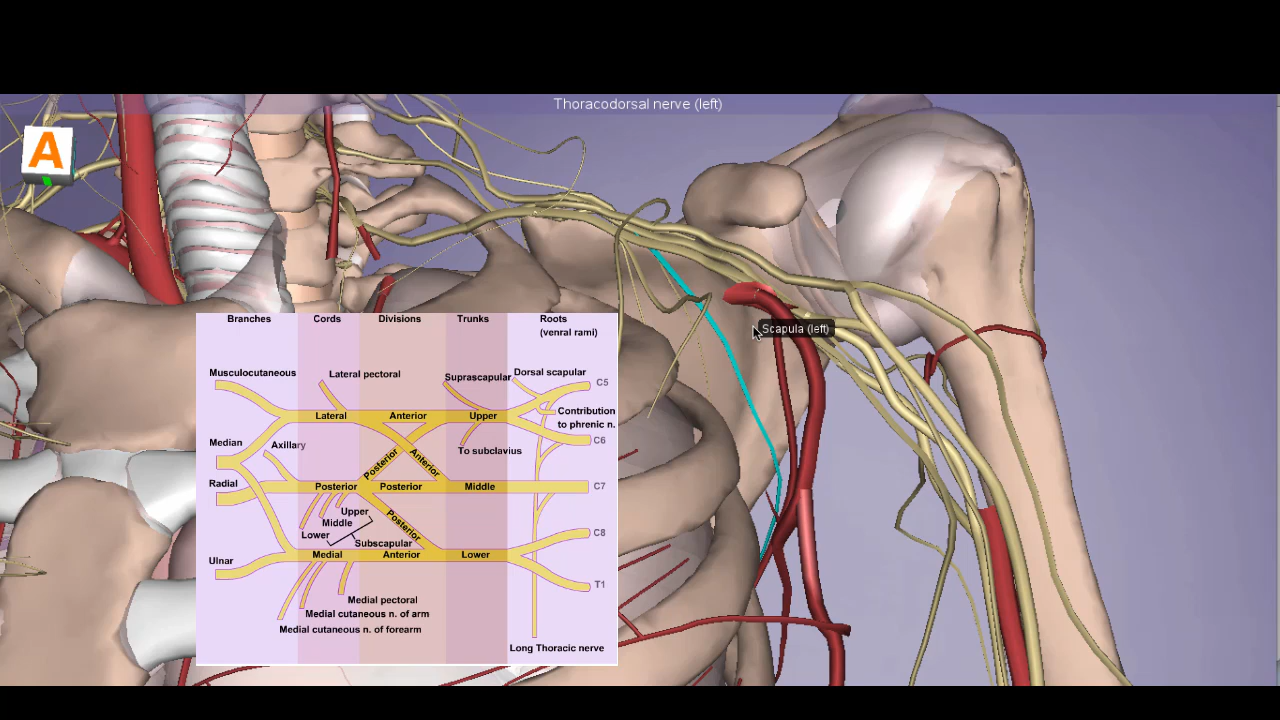 Thoracodorsal nerve (left)
A
Scapula (left)
Branches Cords Divisions Trunks Roots
(venral rami)
Musculocutaneous Lateral pectoral Suprascapular Dorsal scapular
C5
Lateral Anterior Upper Contribution
to phrenic n.
Median Axillary C6
To subclavius
Posterior Anterior
Radial Posterior Posterior Middle C7
Upper
Middle Posterior
Lower C8
Subscapular
Ulnar Medial Anterior Lower
T1
Medial pectoral
Medial cutaneous n. of arm
Medial cutaneous n. of forearm
Long Thoracic nerve